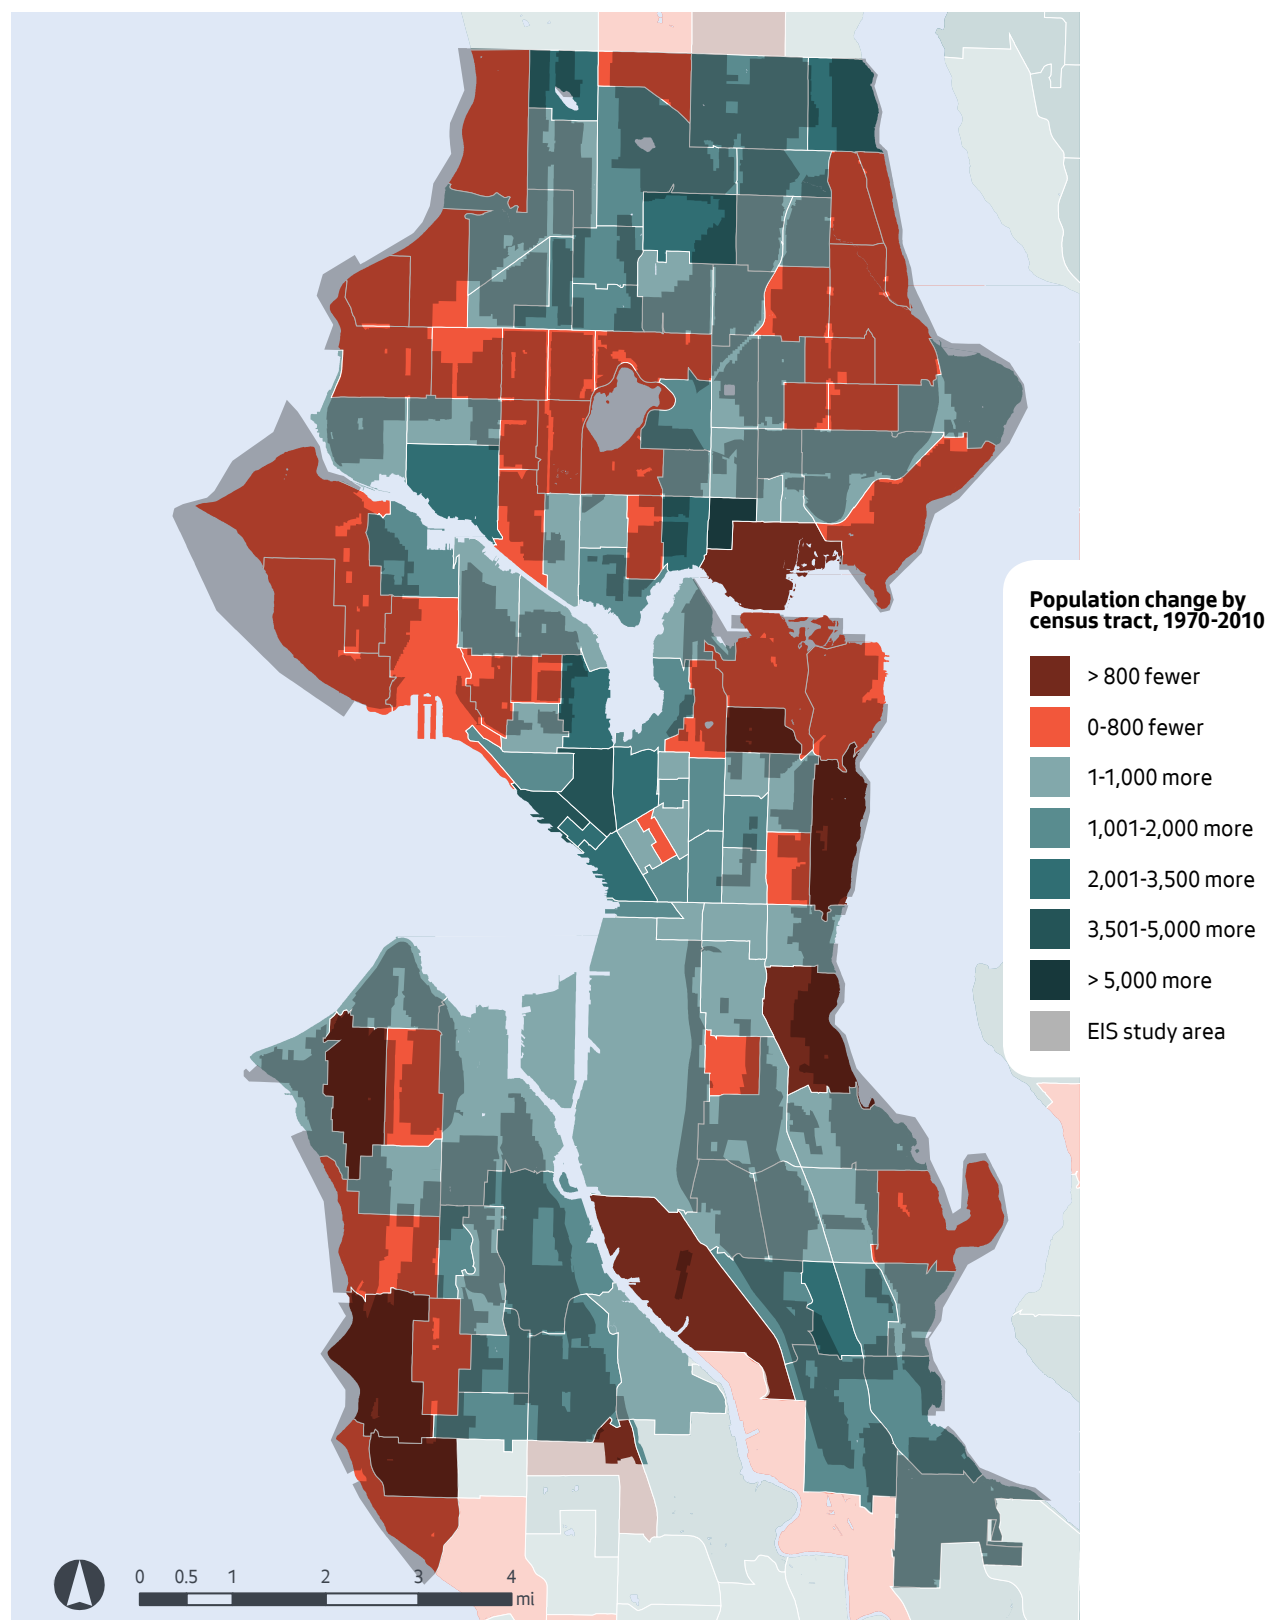 Population change by
census tract, 1970-2010
> 800 fewer
0-800 fewer
1-1,000 more
1,001-2,000 more
2,001-3,500 more
3,501-5,000 more
> 5,000 more
EIS study area
0 0.5 1 2 3 4
mi